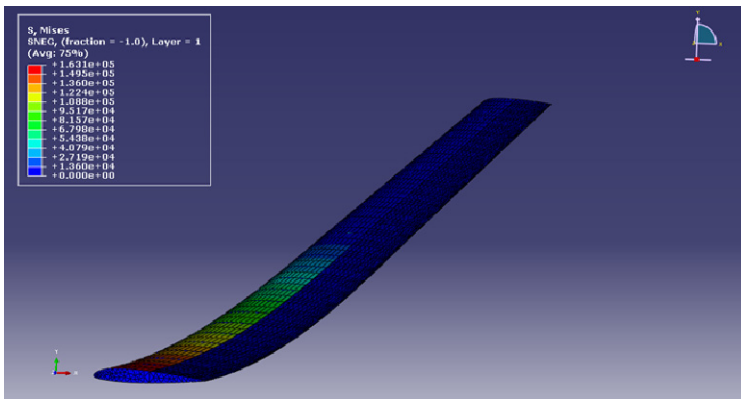 S, Mises
SNEG, (fraction = -1.0), Layer = 1
(Avg: 75%)
+1.631e+05
+1.495e+05
+1.360e+05
+1.224e+05
+1.088e+05
+9.517e+04
+8.157e+04
+6.798e+04
+5.438e+04
+4.079e+04
+2.719e+04
+1.360e+04
+0.000e+00